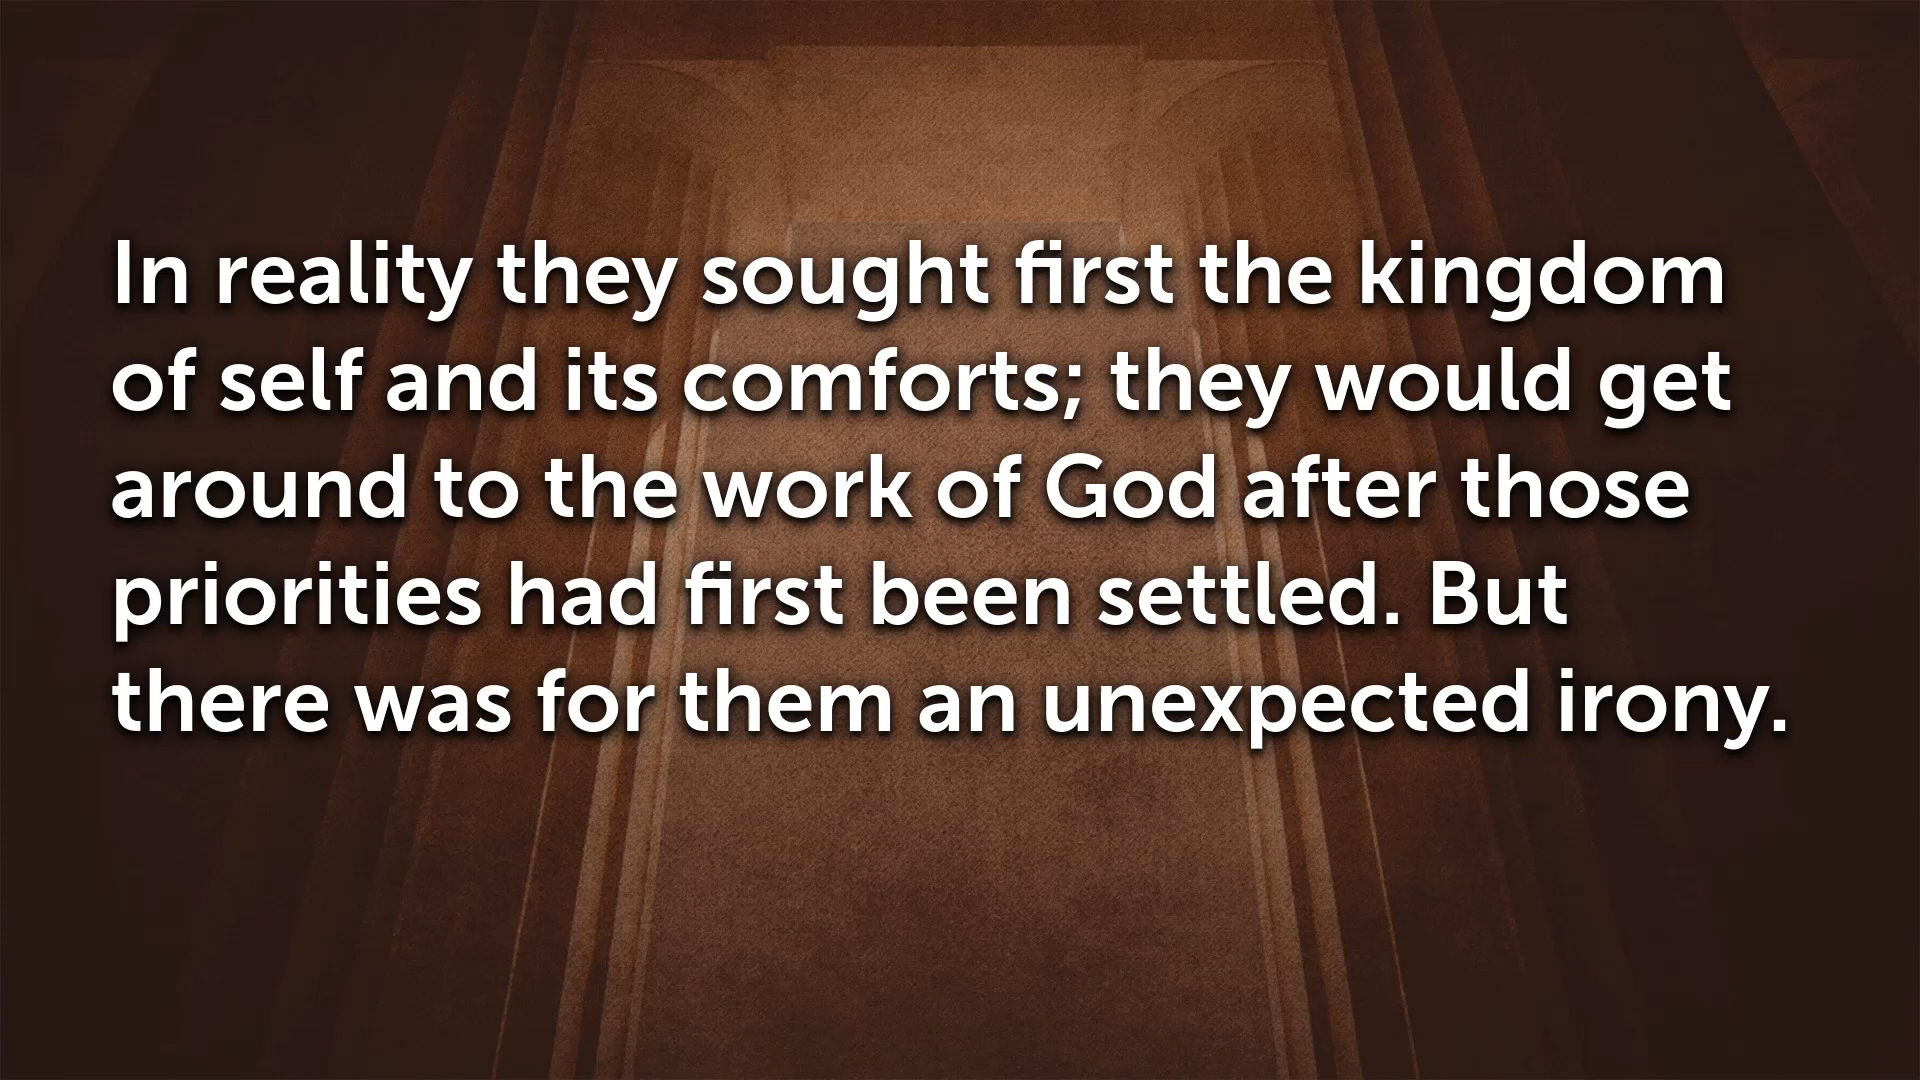 In reality they sought first the kingdom
of self and its comforts; they would get
around to the work of God after those
priorities had first been settled. But
there was for them an unexpected irony.